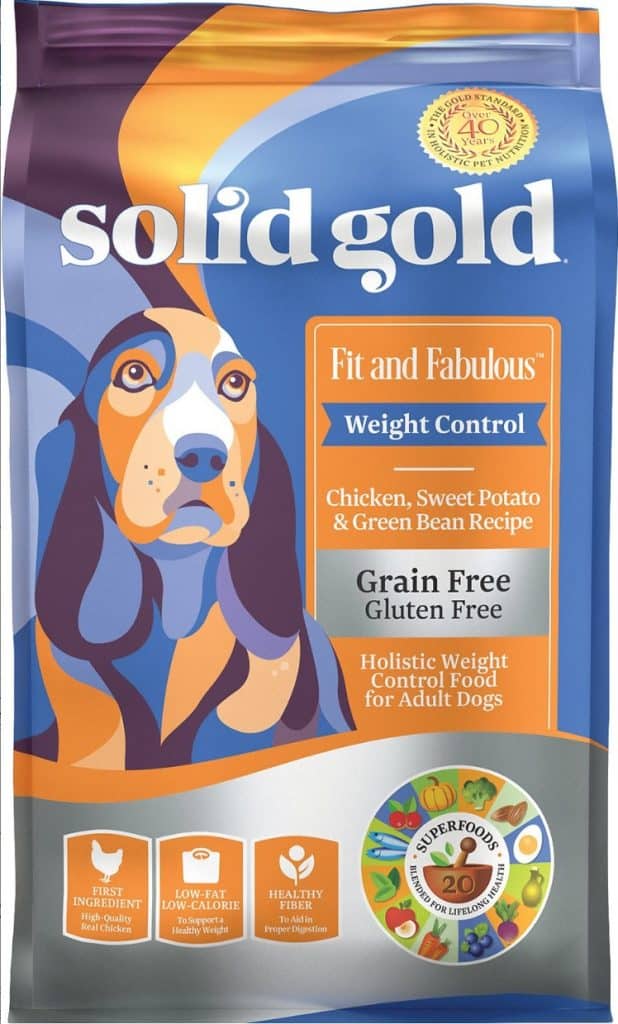 THE GOLD STANDARD
Over
40
Years
IN HOLISTIC PET NUTRITION
solid gold
Fit and Fabulous™
Weight Control
Chicken, Sweet Potato
& Green Bean Recipe
Grain Free
Gluten Free
Holistic Weight
Control Food
for Adult Dogs
FIRST
INGREDIENT
High-Quality
Real Chicken
LOW-FAT
LOW-CALORIE
To Support a
Healthy Weight
HEALTHY
FIBER
To Aid in
Proper Digestion
SUPERFOODS
20
BLENDED FOR LIFELONG HEALTH